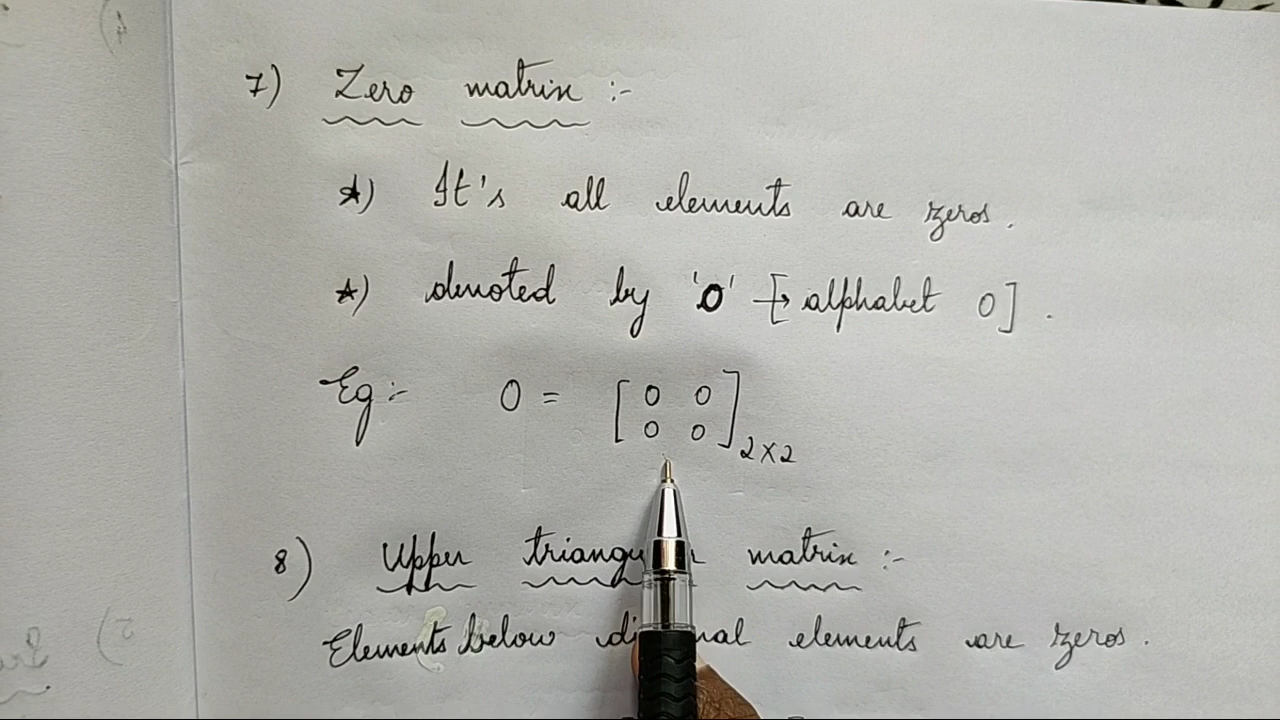 7) Zero matrix :-
*) It's all elements are zeros.
*) denoted by 'O' → [alphabet O].
Eg:- O = [0 0
0 0] 2×2
8) Upper matrix :-
Elements below elements are zeros.